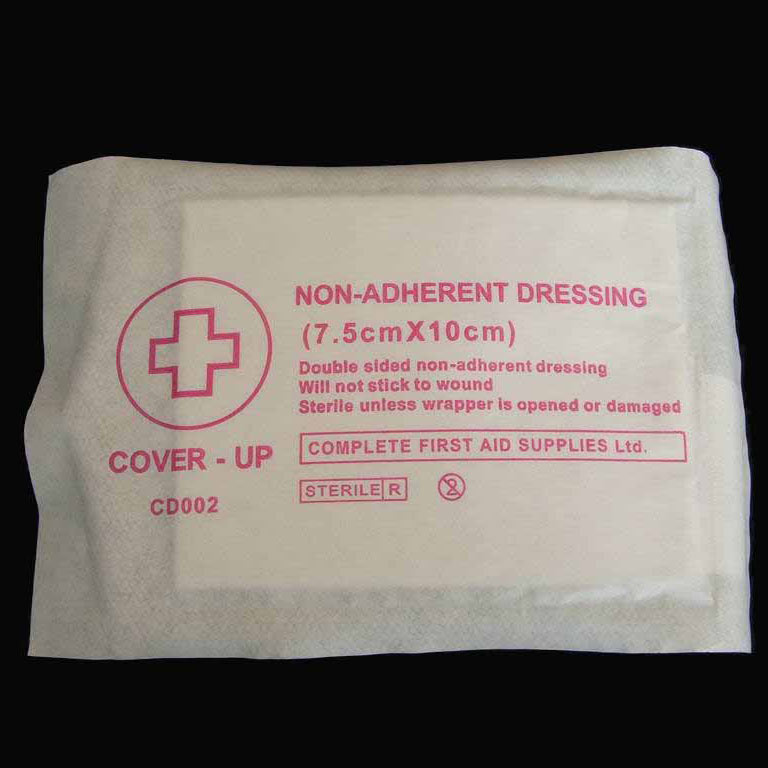 NON-ADHERENT DRESSING
(7.5cmX10cm)
Double sided non-adherent dressing
Will not stick to wound
Sterile unless wrapper is opened or damaged
COVER - UP
CD002
COMPLETE FIRST AID SUPPLIES Ltd.
STERILE R
2